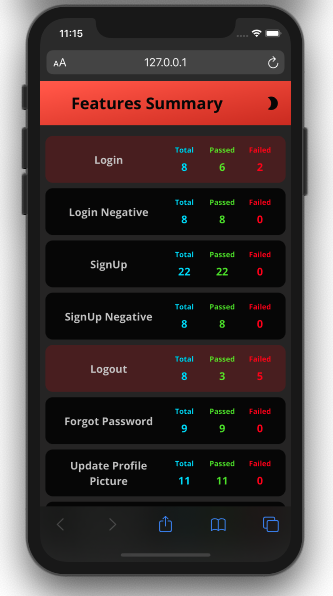 11:15
AA
127.0.0.1
Features Summary
Login
Total Passed Failed
8 6 2
Login Negative
Total Passed Failed
8 8 0
SignUp
Total Passed Failed
22 22 0
SignUp Negative
Total Passed Failed
8 8 0
Logout
Total Passed Failed
8 3 5
Forgot Password
Total Passed Failed
9 9 0
Update Profile
Picture
Total Passed Failed
11 11 0